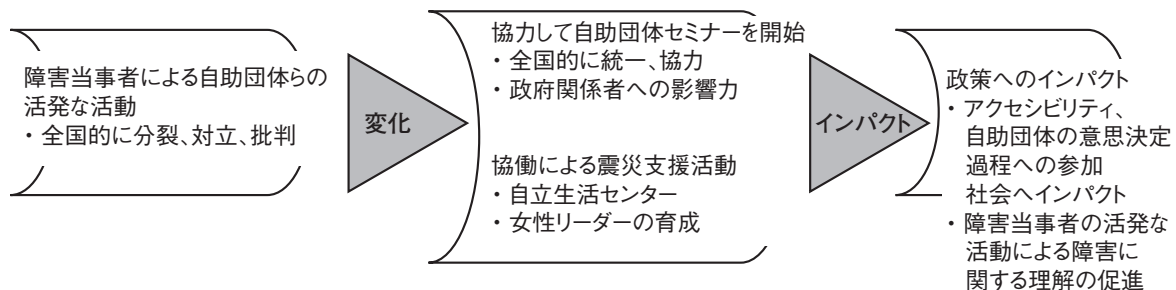 障害当事者による自助団体らの
活発な活動
・全国的に分裂、対立、批判
変化
協力して自助団体セミナーを開始
・全国的に統一、協力
・政府関係者への影響力
協働による震災支援活動
・自立生活センター
・女性リーダーの育成
インパクト
政策へのインパクト
・アクセシビリティ、
自助団体の意思決定
過程への参加
社会へインパクト
・障害当事者の活発な
活動による障害に
関する理解の促進